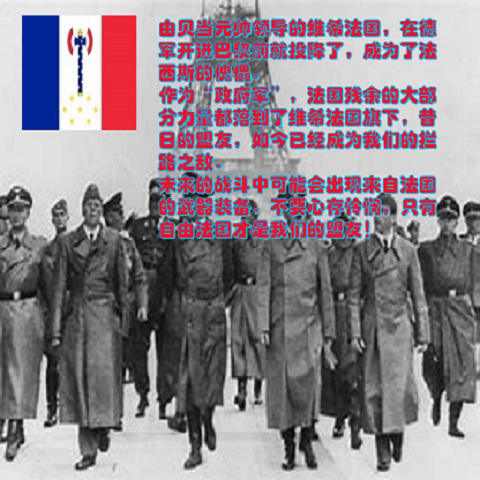 由贝当元帅领导的维希法国，在德
军开进巴黎前就投降了，成为了法
西斯的傀儡。
作为“政府军”，法国残余的大部
分力量都落到了维希法国旗下，昔
日的盟友，如今已经成为我们的拦
路之敌。
未来的战斗中可能会出现来自法国
的武器装备。不要心存怜悯，只有
自由法国才是我们的盟友！